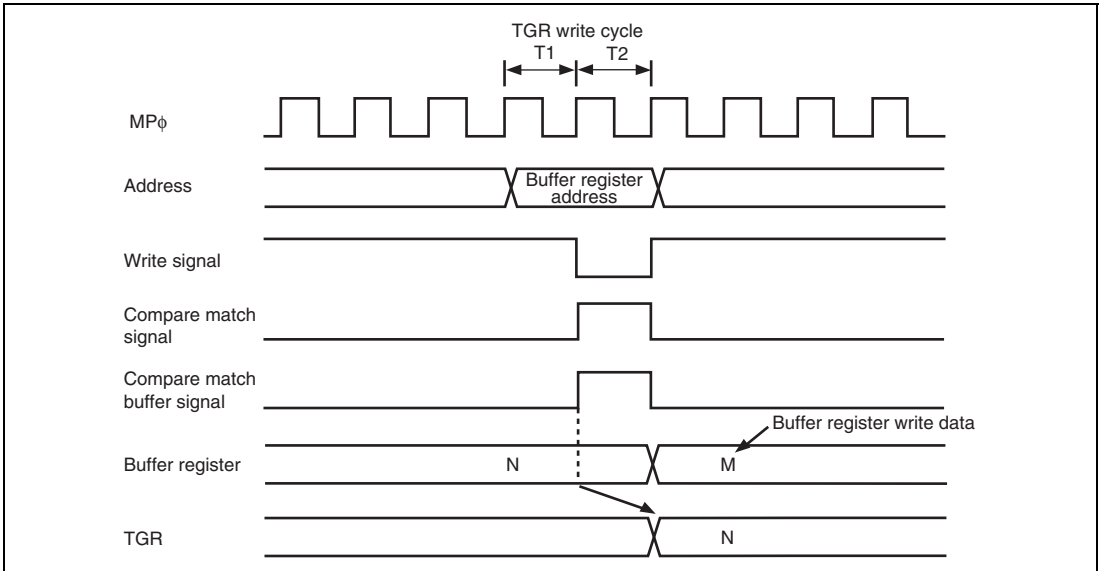 TGR write cycle
T1 T2
MPϕ
Address
Buffer register
address
Write signal
Compare match
signal
Compare match
buffer signal
Buffer register write data
Buffer register N M
TGR N